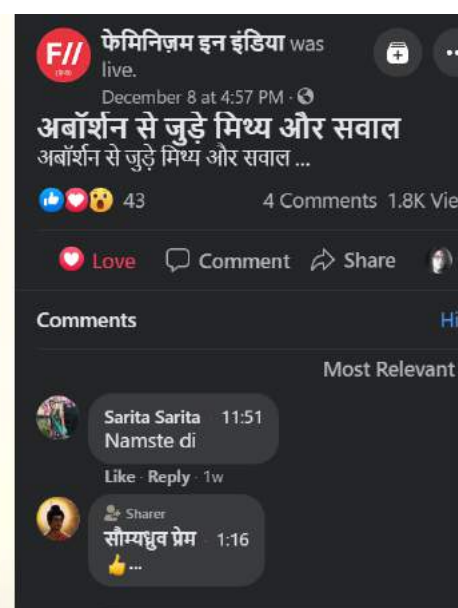 F//
(हिन्दी)
फेमिनिज़म इन इंडिया was
live.
December 8 at 4:57 PM ·
अबॉर्शन से जुड़े मिथ्य और सवाल
अबॉर्शन से जुड़े मिथ्य और सवाल ...
43 4 Comments 1.8K Vie
Love Comment Share
Comments Hi
Most Relevant
Sarita Sarita 11:51
Namste di
Like · Reply · 1w
Sharer
सौम्यध्रुव प्रेम · 1:16
👍...